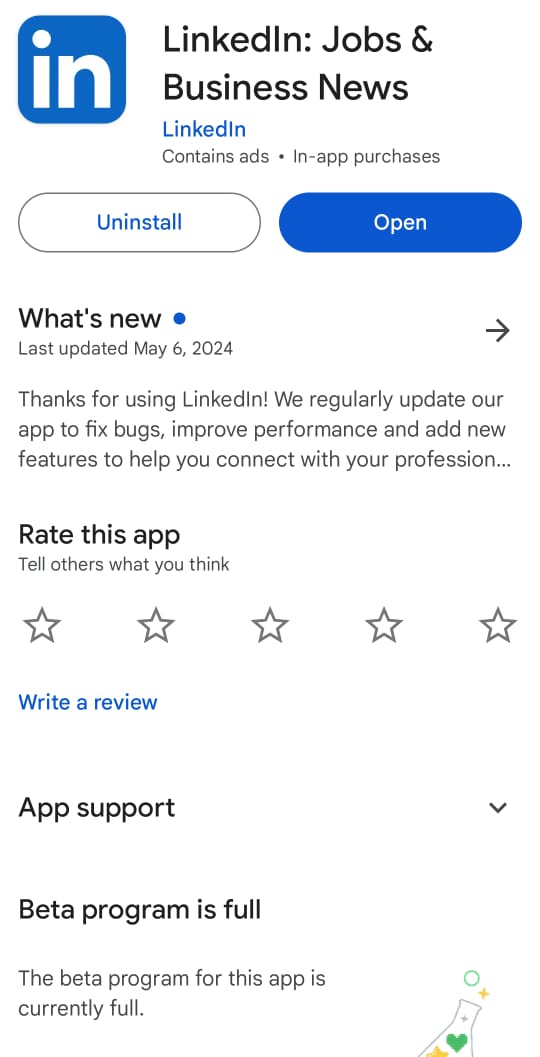 in
LinkedIn: Jobs &
Business News
LinkedIn
Contains ads • In-app purchases
Uninstall
Open
What's new
Last updated May 6, 2024
Thanks for using LinkedIn! We regularly update our
app to fix bugs, improve performance and add new
features to help you connect with your profession...
Rate this app
Tell others what you think
Write a review
App support
Beta program is full
The beta program for this app is
currently full.